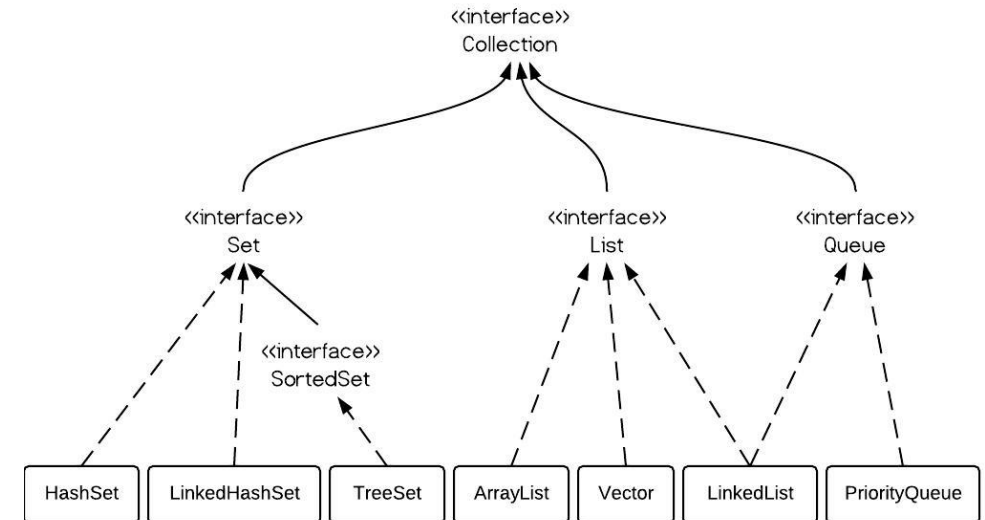 <<interface>>
Collection
<<interface>>
Set
<<interface>>
List
<<interface>>
Queue
<<interface>>
SortedSet
HashSet
LinkedHashSet
TreeSet
ArrayList
Vector
LinkedList
PriorityQueue